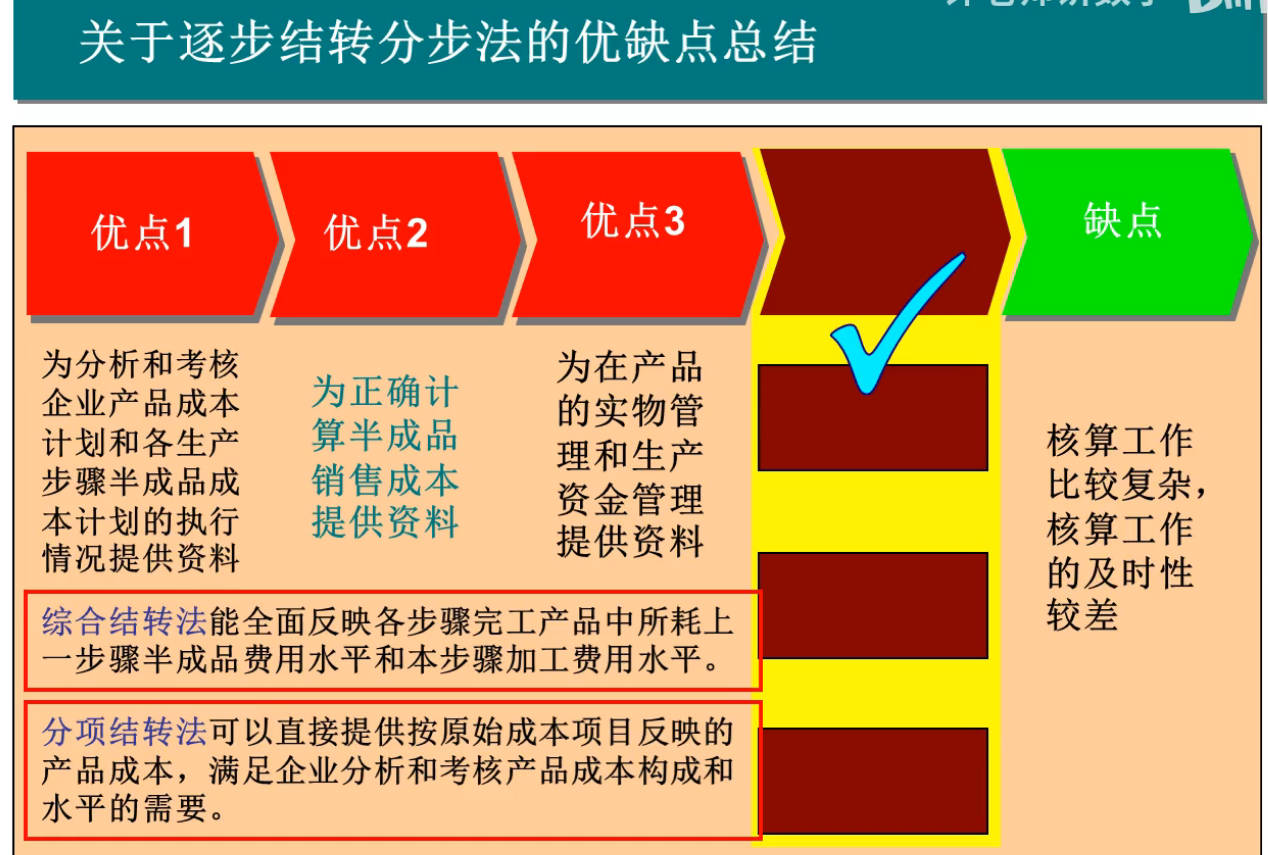 关于逐步结转分步法的优缺点总结
优点1
优点2
优点3
缺点
为分析和考核
企业产品成本
计划和各生产
步骤半成品成
本计划的执行
情况提供资料
为正确计
算半成品
销售成本
提供资料
为在产品
的实物管
理和生产
资金管理
提供资料
核算工作
比较复杂，
核算工作
的及时性
较差
综合结转法能全面反映各步骤完工产品中所耗上
一步骤半成品费用水平和本步骤加工费用水平。
分项结转法可以直接提供按原始成本项目反映的
产品成本，满足企业分析和考核产品成本构成和
水平的需要。